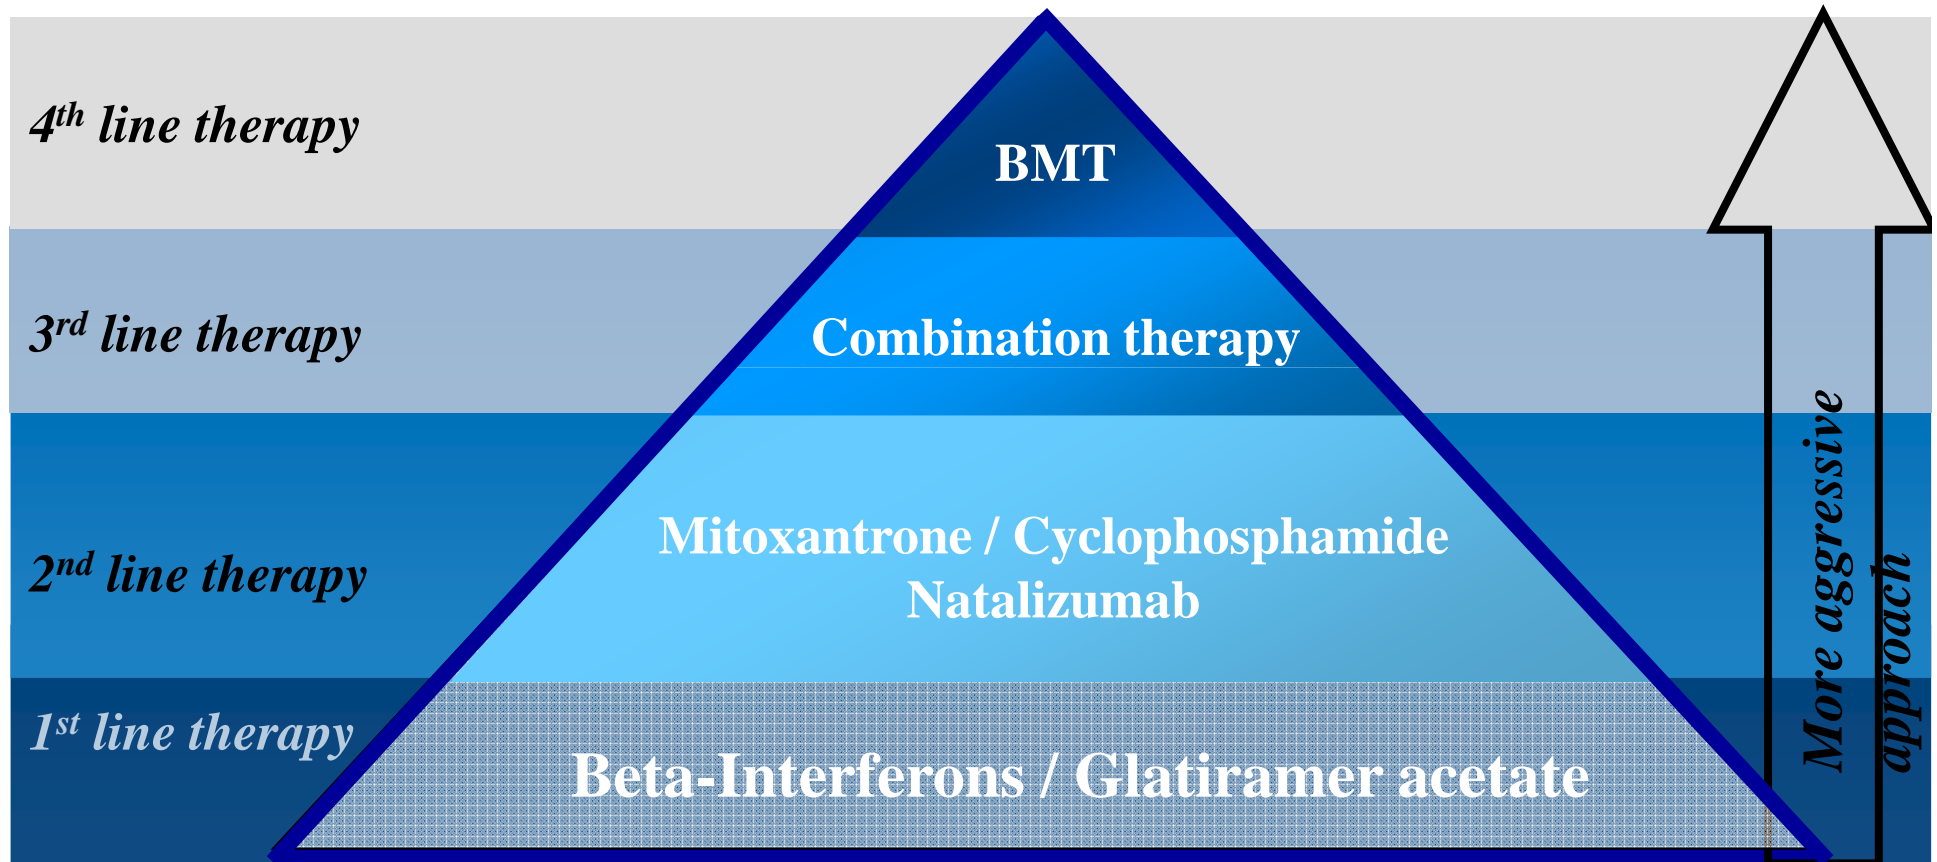 4th line therapy
BMT
3rd line therapy
Combination therapy
2nd line therapy
Mitoxantrone / Cyclophosphamide
Natalizumab
1st line therapy
Beta-Interferons / Glatiramer acetate
More aggressive
approach